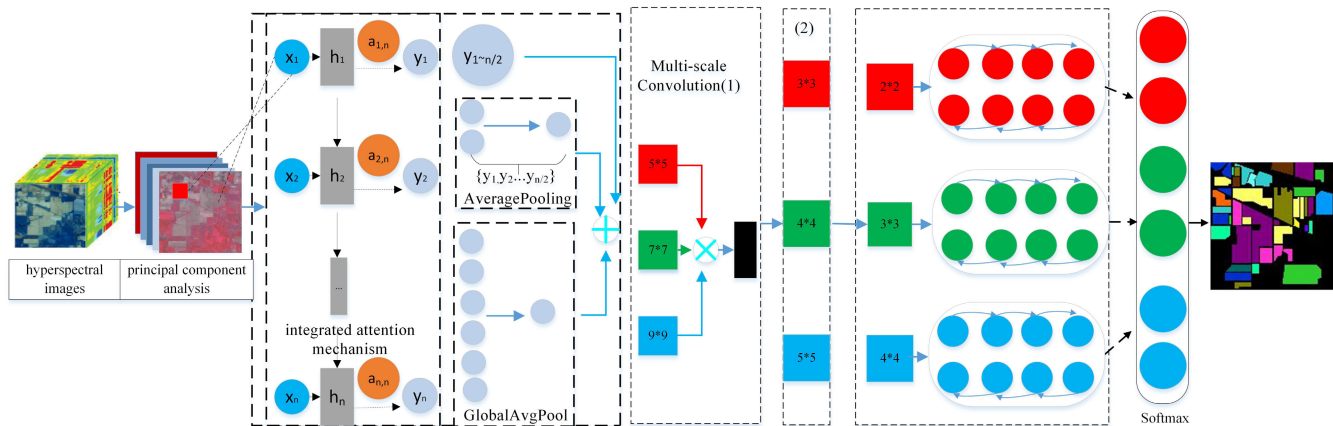 hyperspectral
images
principal component
analysis
x₁
h₁
a₁,ₙ
y₁
x₂
h₂
a₂,ₙ
y₂
...
integrated attention
mechanism
xₙ
hₙ
aₙ,ₙ
yₙ
y₁~ₙ/₂
{y₁,y₂...yₙ/₂}
AveragePooling
GlobalAvgPool
Multi-scale
Convolution(1)
5*5
7*7
9*9
(2)
3*3
4*4
5*5
2*2
3*3
4*4
Softmax